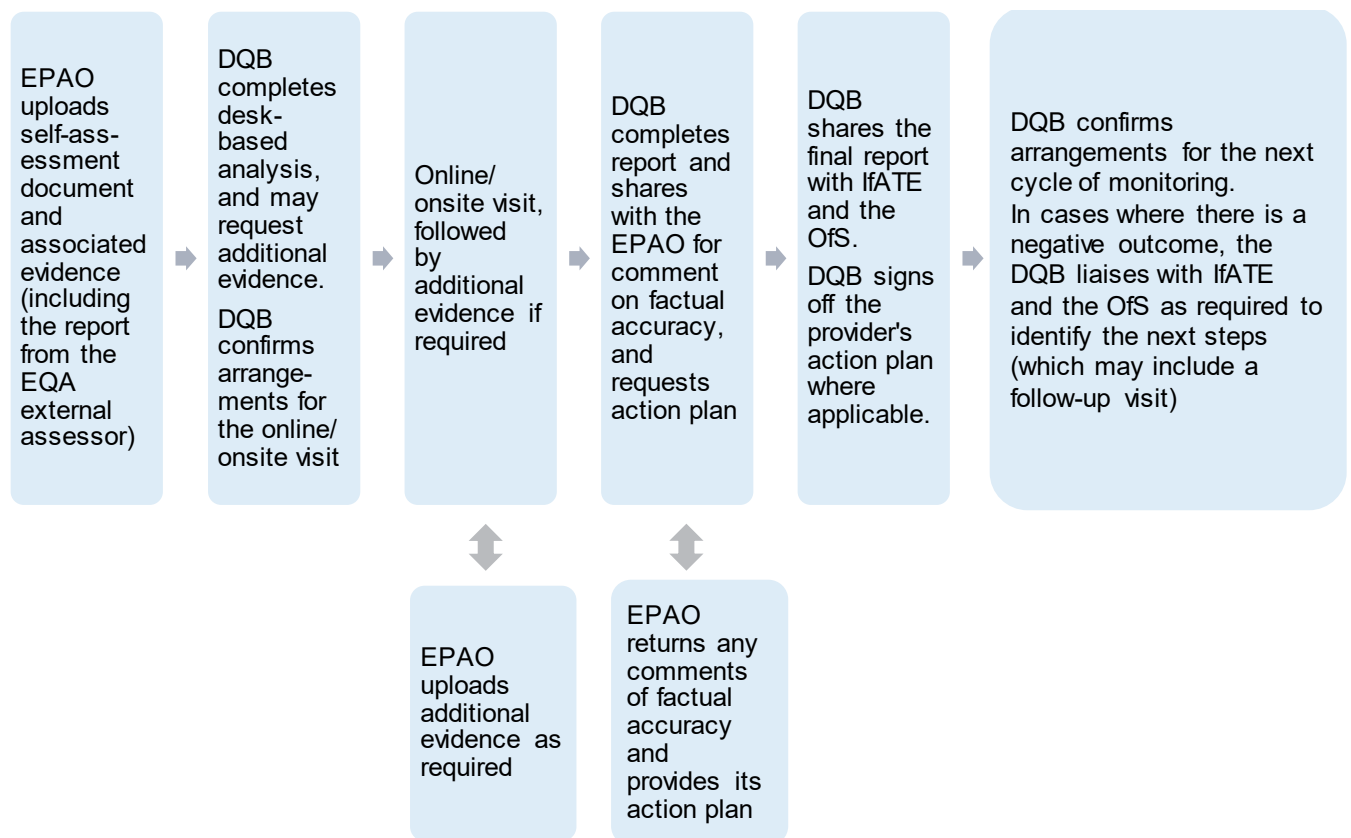 EPAO
uploads
self-ass-
essment
document
and
associated
evidence
(including
the report
from the
EQA
external
assessor)
DQB
completes
desk-
based
analysis,
and may
request
additional
evidence.
DQB
confirms
arrange-
ments for
the online/
onsite visit
Online/
onsite visit,
followed
by
additional
evidence if
required
DQB
completes
report and
shares
with the
EPAO for
comment
on factual
accuracy,
and
requests
action plan
DQB
shares the
final report
with IfATE
and the
OfS.
DQB signs
off the
provider's
action plan
where
applicable.
DQB confirms
arrangements for the next
cycle of monitoring.
In cases where there is a
negative outcome, the
DQB liaises with IfATE
and the OfS as required to
identify the next steps
(which may include a
follow-up visit)
EPAO
uploads
additional
evidence as
required
EPAO
returns any
comments
of factual
accuracy
and
provides its
action plan